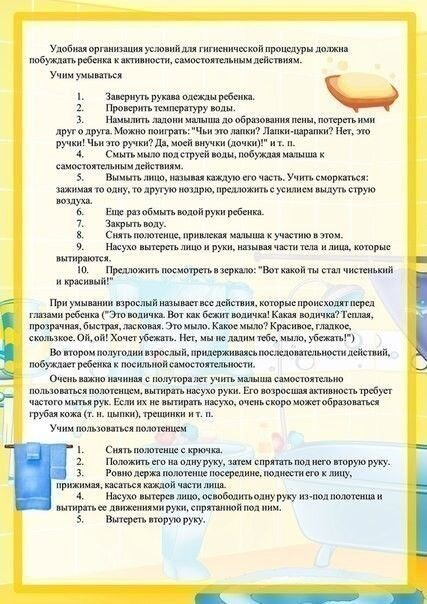 Удобная организация условий для гигиенической процедуры должна
побуждать ребенка к активности, самостоятельным действиям.
Учим умываться
1. Завернуть рукава одежды ребенка.
2. Проверить температуру воды.
3. Намылить ладони малыша до образования пены, потереть ими
друг о друга. Можно поиграть: "Чьи это лапки? Лапки-царапки? Нет, это
ручки! Чьи это ручки? Да, моей внучки (дочки)!" и т. п.
4. Смыть мыло под струей воды, побуждая малыша к
самостоятельным действиям.
5. Вымыть лицо, называя каждую его часть. Учить сморкаться:
зажимая то одну, то другую ноздрю, предложить с усилием выдуть струю
воздуха.
6. Еще раз обмыть водой руки ребенка.
7. Закрыть воду.
8. Снять полотенце, привлекая малыша к участию в этом.
9. Насухо вытереть лицо и руки, называя части тела и лица, которые
вытираются.
10. Предложить посмотреть в зеркало: "Вот какой ты стал чистенький
и красивый!"
При умывании взрослый называет все действия, которые происходят перед
глазами ребенка ("Это водичка. Вот как бежит водичка! Какая водичка? Теплая,
прозрачная, быстрая, ласковая. Это мыло. Какое мыло? Красивое, гладкое,
скользкое. Ой, ой! Хочет убежать. Нет, мы не дадим тебе, мыло, убежать!")
Во втором полугодии взрослый, придерживаясь последовательности действий,
побуждает ребенка к посильной самостоятельности.
Очень важно начиная с полутора лет учить малыша самостоятельно
пользоваться полотенцем, вытирать насухо руки. Его возросшая активность требует
частого мытья рук. Если их не вытирать насухо, очень скоро может образоваться
грубая кожа (т. н. цыпки), трещинки и т. п.
Учим пользоваться полотенцем
1. Снять полотенце с крючка.
2. Положить его на одну руку, затем спрятать под него вторую руку.
3. Ровно держа полотенце посередине, поднести его к лицу,
прижимая, касаться каждой части лица.
4. Насухо вытерев лицо, освободить одну руку из-под полотенца и
вытирать ее движениями руки, спрятанной под ним.
5. Вытереть вторую руку.